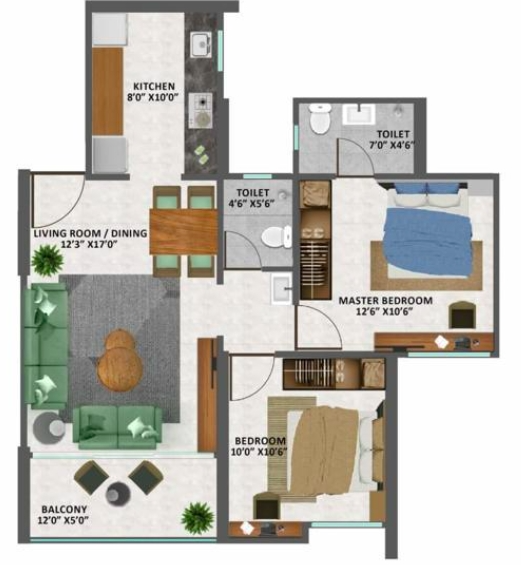 KITCHEN
8'0" X10'0"
TOILET
7'0" X4'6"
TOILET
4'6" X5'6"
LIVING ROOM / DINING
12'3" X17'0"
MASTER BEDROOM
12'6" X10'6"
BEDROOM
10'0" X10'6"
BALCONY
12'0" X5'0"